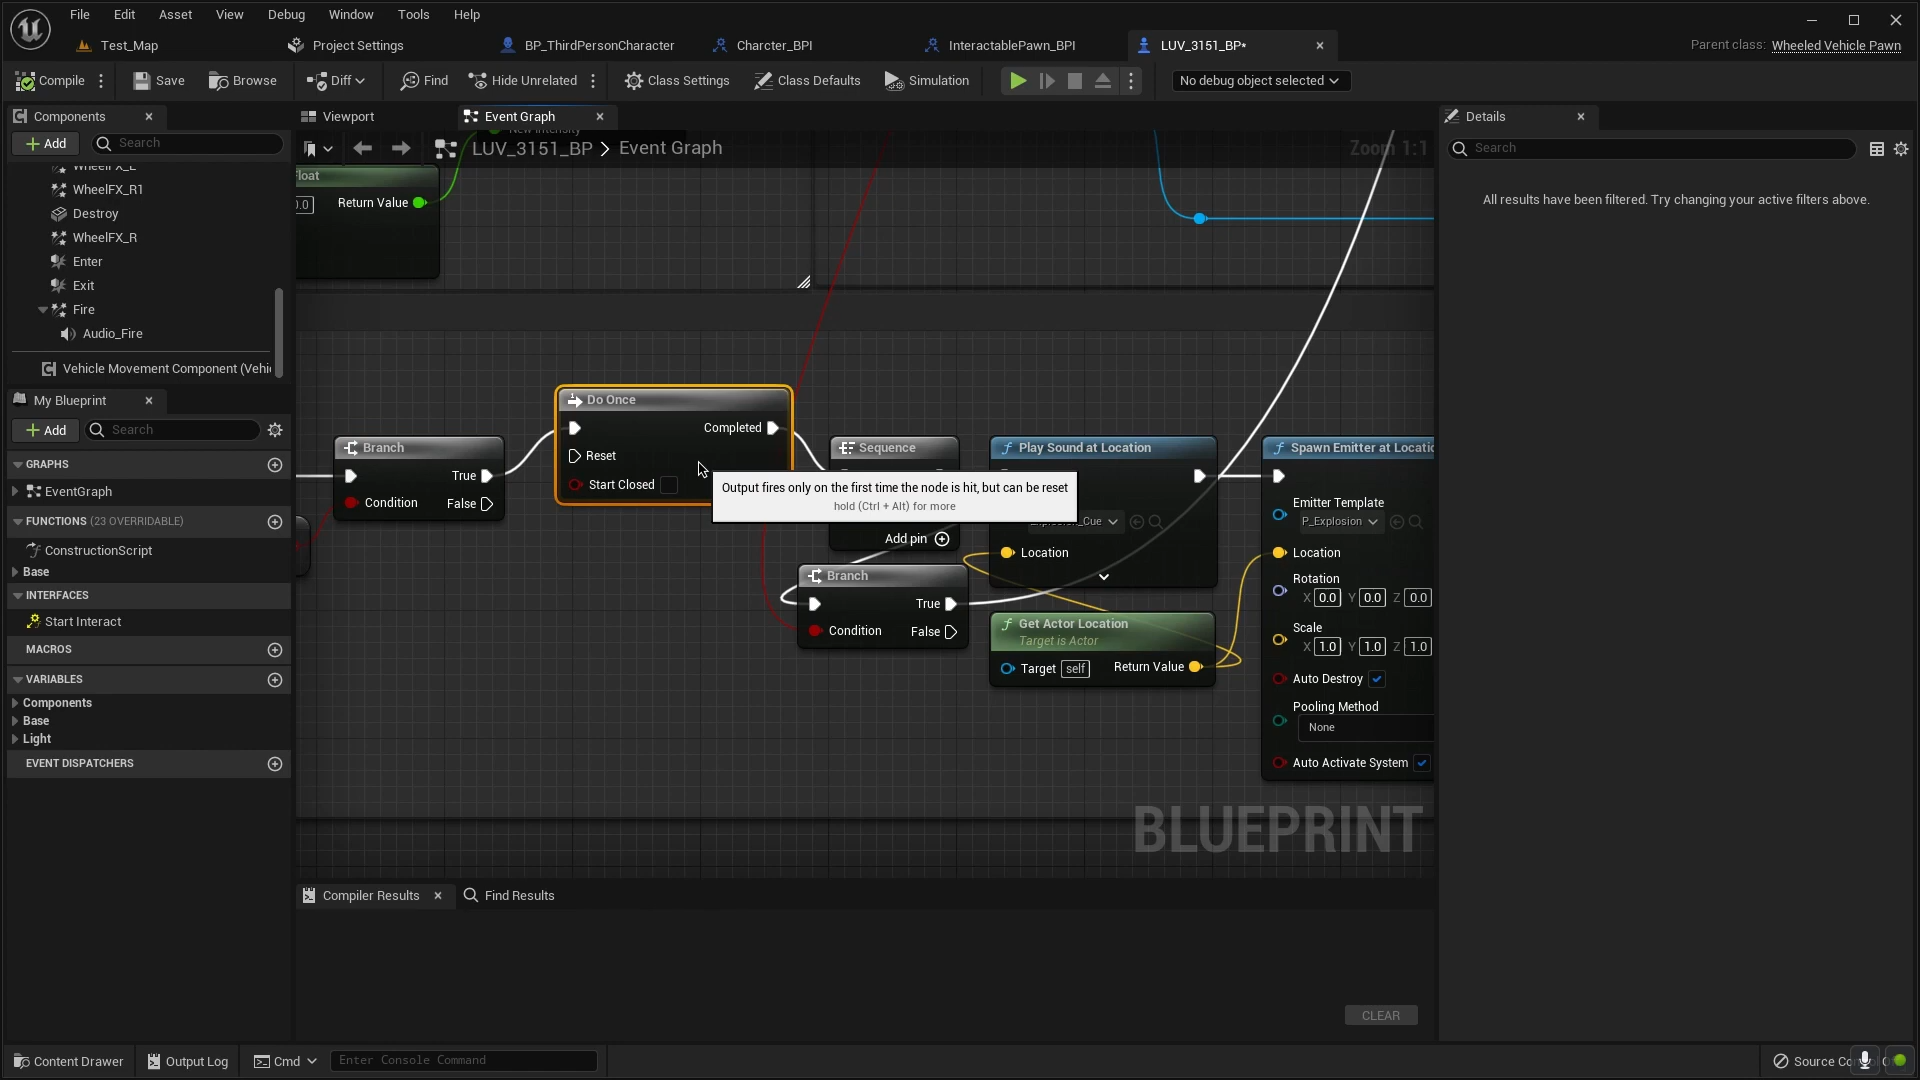 File Edit Asset View Debug Window Tools Help
Test_Map Project Settings BP_ThirdPersonCharacter Charcter_BPI InteractablePawn_BPI LUV_3151_BP* Parent class: Wheeled Vehicle Pawn
Compile Save Browse Diff Find Hide Unrelated Class Settings Class Defaults Simulation No debug object selected
Components
Add Search
WheelFX_L
WheelFX_R1
Destroy
WheelFX_R
Enter
Exit
Fire
Audio_Fire
Vehicle Movement Component (Vehi
My Blueprint
Add Search
GRAPHS
EventGraph
FUNCTIONS (23 OVERRIDABLE)
ConstructionScript
Base
INTERFACES
Start Interact
MACROS
VARIABLES
Components
Base
Light
EVENT DISPATCHERS
Viewport Event Graph
New Intensity
LUV_3151_BP > Event Graph Zoom 1:1
Float
0.0 Return Value
Do Once
Completed
Reset
Start Closed
Branch
True
Condition False
Sequence
Add pin
Output fires only on the first time the node is hit, but can be reset
hold (Ctrl + Alt) for more
Play Sound at Location
Explosion_Cue
Location
Branch
True
Condition False
Get Actor Location
Target is Actor
Target self Return Value
Spawn Emitter at Locatio
Emitter Template
P_Explosion
Location
Rotation
X 0.0 Y 0.0 Z 0.0
Scale
X 1.0 Y 1.0 Z 1.0
Auto Destroy
Pooling Method
None
Auto Activate System
BLUEPRINT
Compiler Results Find Results
CLEAR
Details
Search
All results have been filtered. Try changing your active filters above.
Content Drawer Output Log Cmd Enter Console Command Source Co